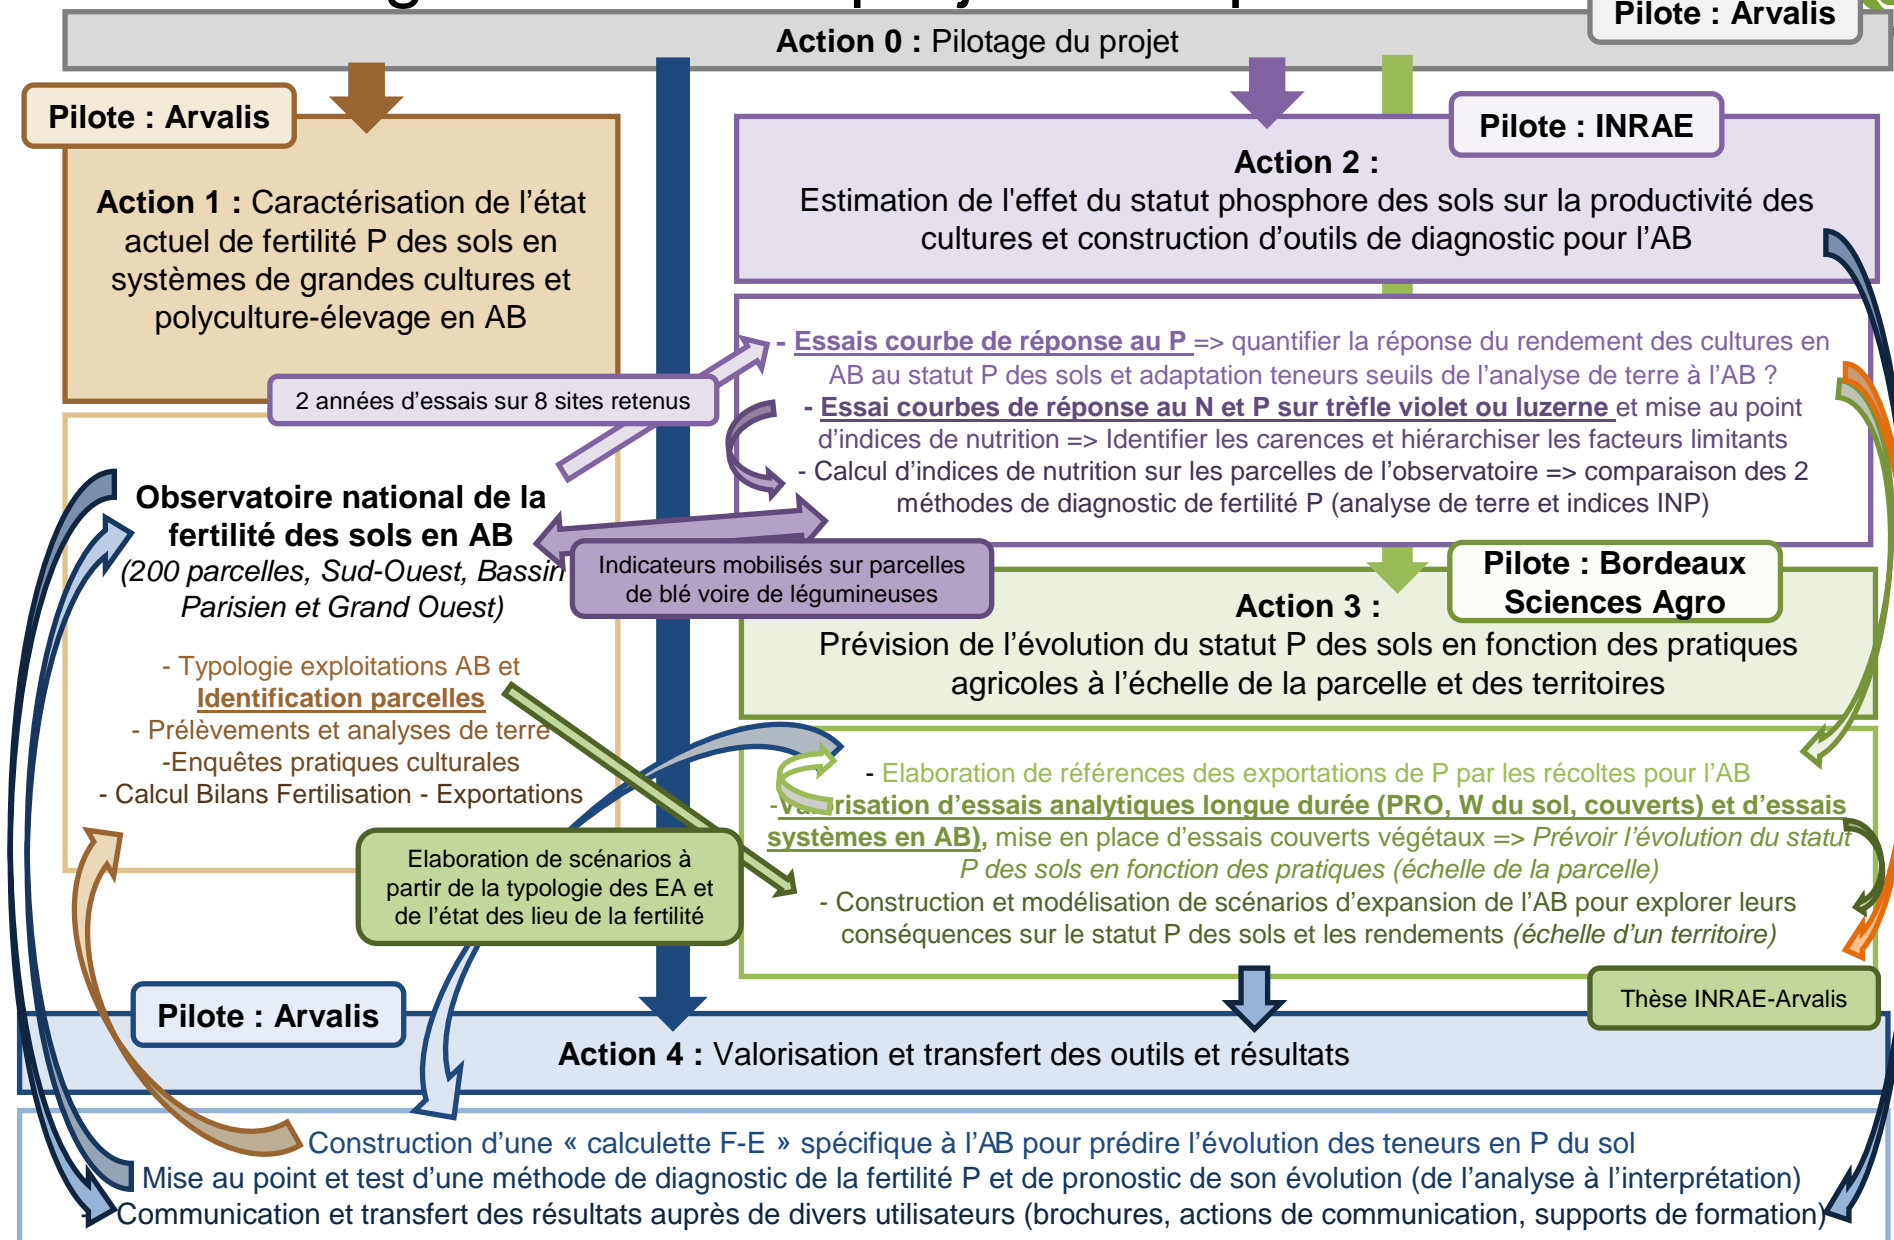 Pilote : Arvalis
Action 0 : Pilotage du projet
Pilote : Arvalis
Action 1 : Caractérisation de l’état
actuel de fertilité P des sols en
systèmes de grandes cultures et
polyculture-élevage en AB
Pilote : INRAE
Action 2 :
Estimation de l'effet du statut phosphore des sols sur la productivité des
cultures et construction d’outils de diagnostic pour l’AB
2 années d’essais sur 8 sites retenus
- Essais courbe de réponse au P => quantifier la réponse du rendement des cultures en
AB au statut P des sols et adaptation teneurs seuils de l’analyse de terre à l’AB ?
- Essai courbes de réponse au N et P sur trèfle violet ou luzerne et mise au point
d’indices de nutrition => Identifier les carences et hiérarchiser les facteurs limitants
- Calcul d’indices de nutrition sur les parcelles de l’observatoire => comparaison des 2
méthodes de diagnostic de fertilité P (analyse de terre et indices INP)
Observatoire national de la
fertilité des sols en AB
(200 parcelles, Sud-Ouest, Bassin
Parisien et Grand Ouest)
Indicateurs mobilisés sur parcelles
de blé voire de légumineuses
- Typologie exploitations AB et
Identification parcelles
- Prélèvements et analyses de terre
-Enquêtes pratiques culturales
- Calcul Bilans Fertilisation - Exportations
Pilote : Bordeaux
Sciences Agro
Action 3 :
Prévision de l’évolution du statut P des sols en fonction des pratiques
agricoles à l’échelle de la parcelle et des territoires
- Elaboration de références des exportations de P par les récoltes pour l’AB
-Valorisation d’essais analytiques longue durée (PRO, W du sol, couverts) et d’essais
systèmes en AB), mise en place d’essais couverts végétaux => Prévoir l’évolution du statut
P des sols en fonction des pratiques (échelle de la parcelle)
- Construction et modélisation de scénarios d’expansion de l’AB pour explorer leurs
conséquences sur le statut P des sols et les rendements (échelle d’un territoire)
Elaboration de scénarios à
partir de la typologie des EA et
de l’état des lieu de la fertilité
Thèse INRAE-Arvalis
Pilote : Arvalis
Action 4 : Valorisation et transfert des outils et résultats
Construction d’une « calculette F-E » spécifique à l’AB pour prédire l’évolution des teneurs en P du sol
Mise au point et test d’une méthode de diagnostic de la fertilité P et de pronostic de son évolution (de l’analyse à l’interprétation)
- Communication et transfert des résultats auprès de divers utilisateurs (brochures, actions de communication, supports de formation)